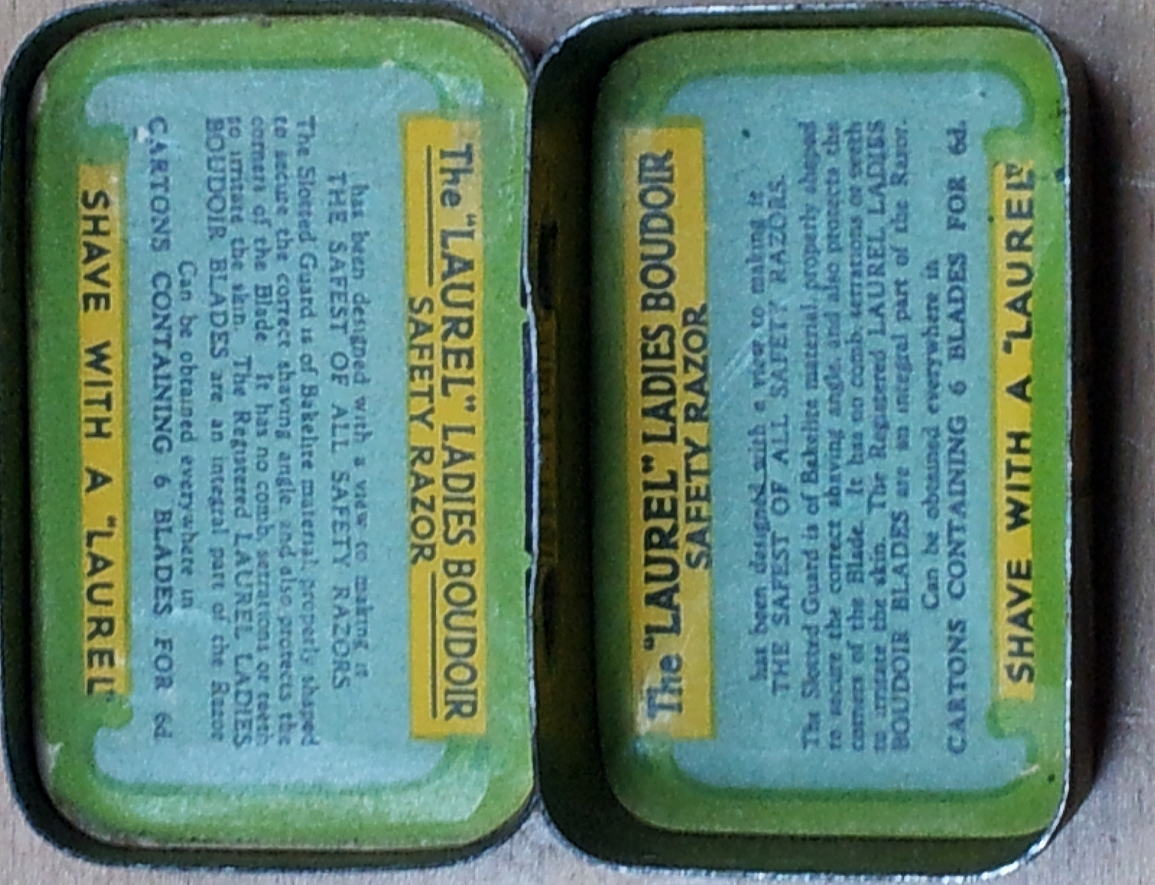 The "LAUREL" LADIES BOUDOIR
SAFETY RAZOR
has been designed with a view to making it
THE SAFEST OF ALL SAFETY RAZORS
The Slotted Guard is of Bakelite material properly shaped
to secure the correct shaving angle and also protects the
corners of the Blade. It has no comb serrations or teeth
to irritate the skin. The Registered LAUREL LADIES
BOUDOIR BLADES are an integral part of the Razor
Can be obtained everywhere in
CARTONS CONTAINING 6 BLADES FOR 6d
SHAVE WITH A "LAUREL"
The "LAUREL" LADIES BOUDOIR
SAFETY RAZOR
has been designed with a view to making it
THE SAFEST OF ALL SAFETY RAZORS.
The Slotted Guard is of Bakelite material properly shaped
to secure the correct shaving angle and also protects the
corners of the Blade. It has no comb serrations or teeth
to irritate the skin. The Registered LAUREL LADIES
BOUDOIR BLADES are an integral part of the Razor.
Can be obtained everywhere in
CARTONS CONTAINING 6 BLADES FOR 6d.
SHAVE WITH A "LAUREL"